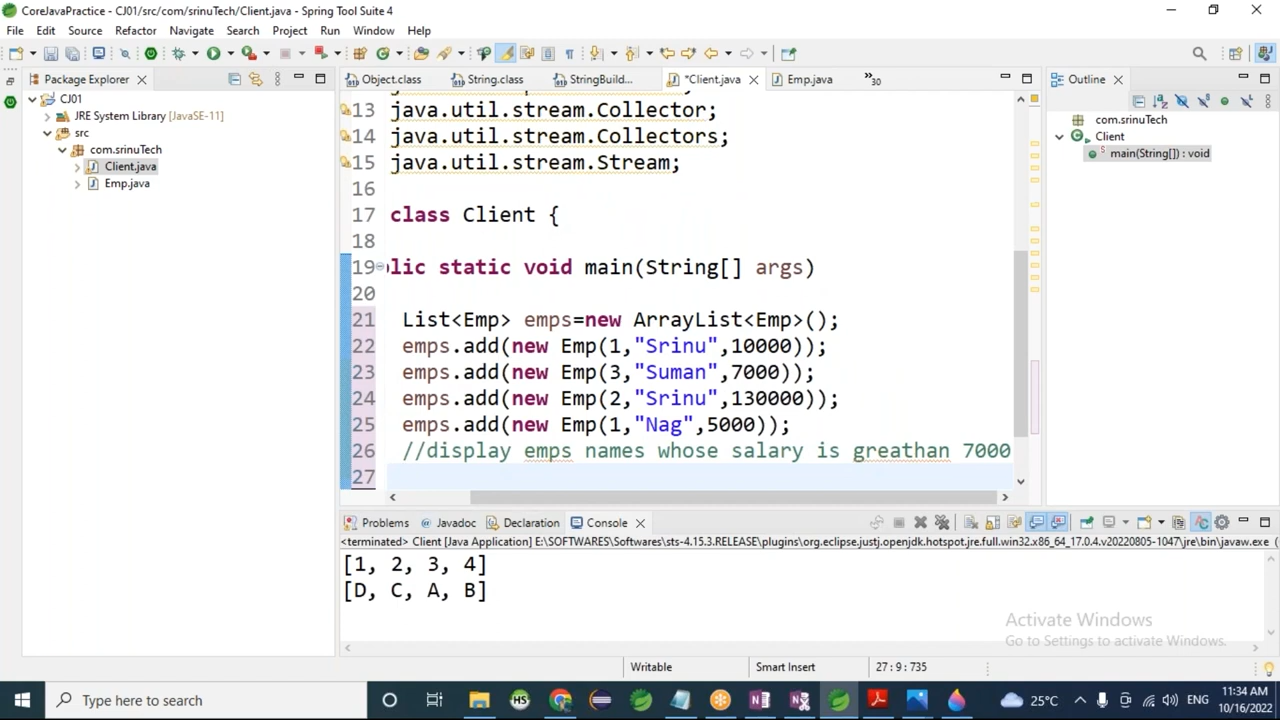 CoreJavaPractice - CJ01/src/com/srinuTech/Client.java - Spring Tool Suite 4
File Edit Source Refactor Navigate Search Project Run Window Help
Package Explorer
Object.class String.class StringBuild... *Client.java Emp.java 30
Outline
CJ01
JRE System Library [JavaSE-11]
src
com.srinuTech
Client.java
Emp.java
13 java.util.stream.Collector;
14 java.util.stream.Collectors;
15 java.util.stream.Stream;
16
17 class Client {
18
19 lic static void main(String[] args)
20
21 List<Emp> emps=new ArrayList<Emp>();
22 emps.add(new Emp(1,"Srinu",10000));
23 emps.add(new Emp(3,"Suman",7000));
24 emps.add(new Emp(2,"Srinu",130000));
25 emps.add(new Emp(1,"Nag",5000));
26 //display emps names whose salary is greathan 7000
27
com.srinuTech
Client
main(String[]) : void
Problems Javadoc Declaration Console
<terminated> Client [Java Application] E:\SOFTWARES\Softwares\sts-4.15.3.RELEASE\plugins\org.eclipse.justj.openjdk.hotspot.jre.full.win32.x86_64_17.0.4.v20220805-1047\jre\bin\javaw.exe (
[1, 2, 3, 4]
[D, C, A, B]
Activate Windows
Go to Settings to activate Windows.
Writable Smart Insert 27 : 9 : 735
Type here to search
HS
25°C
ENG
11:34 AM
10/16/2022